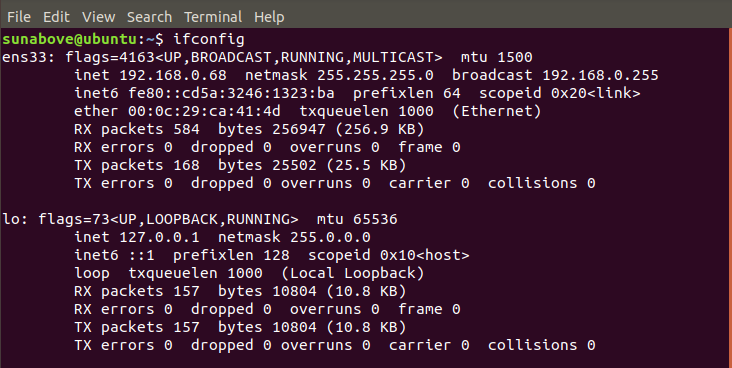 File Edit View Search Terminal Help
sunabove@ubuntu:~$ ifconfig
ens33: flags=4163<UP,BROADCAST,RUNNING,MULTICAST>  mtu 1500
        inet 192.168.0.68  netmask 255.255.255.0  broadcast 192.168.0.255
        inet6 fe80::cd5a:3246:1323:ba  prefixlen 64  scopeid 0x20<link>
        ether 00:0c:29:ca:41:4d  txqueuelen 1000  (Ethernet)
        RX packets 584  bytes 256947 (256.9 KB)
        RX errors 0  dropped 0  overruns 0  frame 0
        TX packets 168  bytes 25502 (25.5 KB)
        TX errors 0  dropped 0 overruns 0  carrier 0  collisions 0

lo: flags=73<UP,LOOPBACK,RUNNING>  mtu 65536
        inet 127.0.0.1  netmask 255.0.0.0
        inet6 ::1  prefixlen 128  scopeid 0x10<host>
        loop  txqueuelen 1000  (Local Loopback)
        RX packets 157  bytes 10804 (10.8 KB)
        RX errors 0  dropped 0  overruns 0  frame 0
        TX packets 157  bytes 10804 (10.8 KB)
        TX errors 0  dropped 0 overruns 0  carrier 0  collisions 0